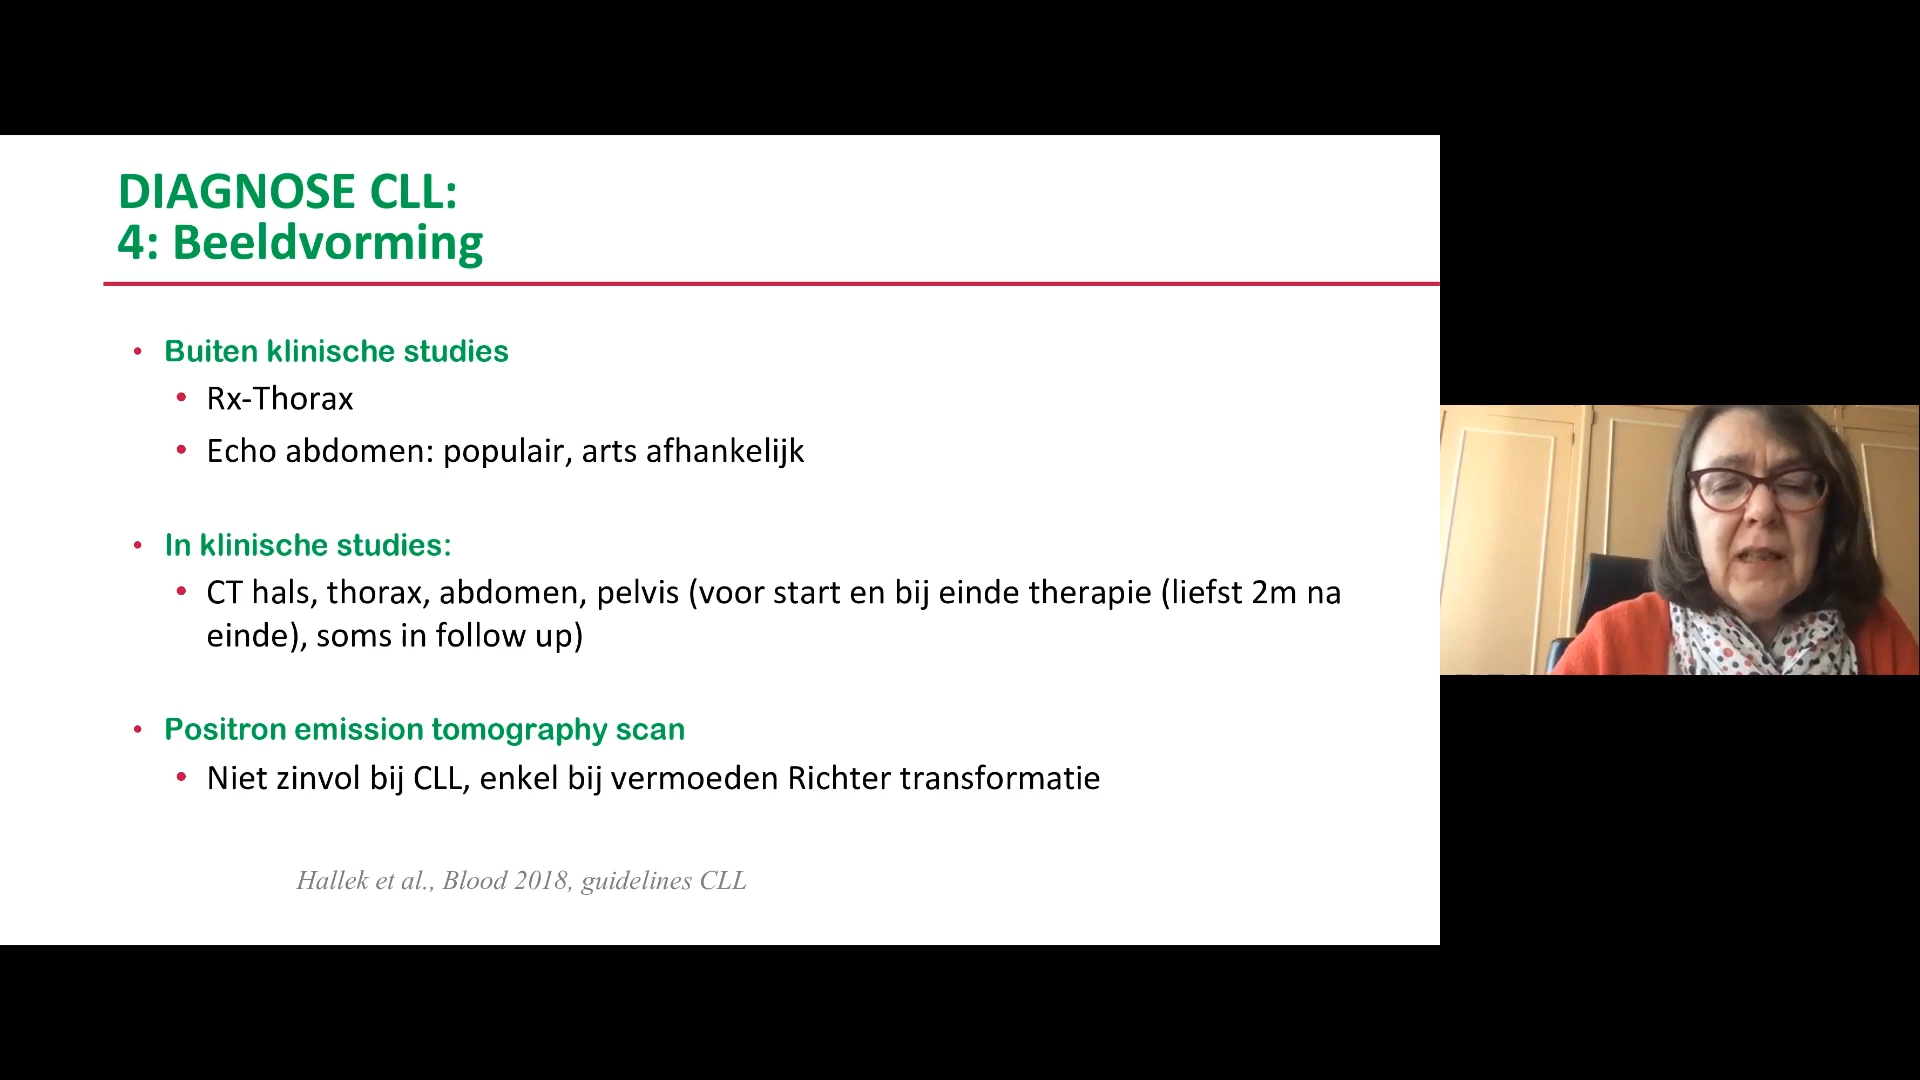 DIAGNOSE CLL:
4: Beeldvorming
• Buiten klinische studies
• Rx-Thorax
• Echo abdomen: populair, arts afhankelijk
• In klinische studies:
• CT hals, thorax, abdomen, pelvis (voor start en bij einde therapie (liefst 2m na
einde), soms in follow up)
• Positron emission tomography scan
• Niet zinvol bij CLL, enkel bij vermoeden Richter transformatie
Hallek et al., Blood 2018, guidelines CLL